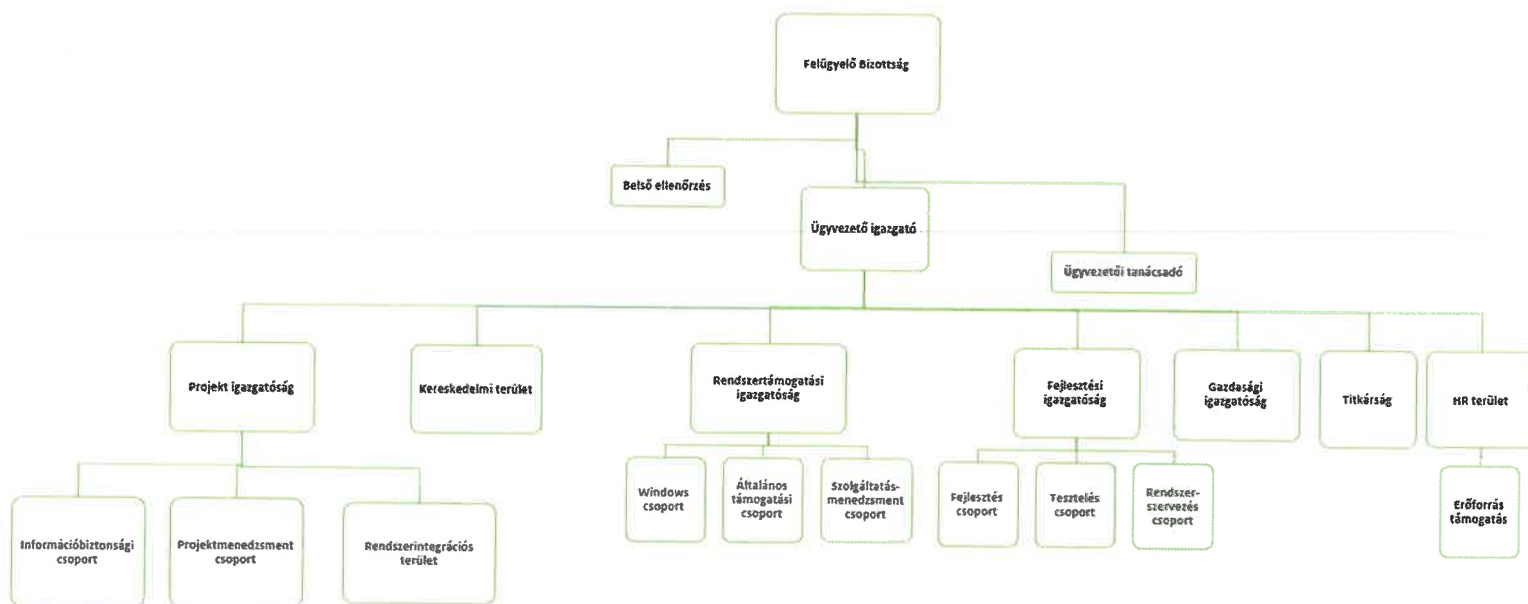 Felügyelő Bizottság
Belső ellenőrzés
Ügyvezető igazgató
Ügyvezetői tanácsadó
Projekt igazgatóság
Kereskedelmi terület
Rendszertámogatási
igazgatóság
Fejlesztési
igazgatóság
Gazdasági
igazgatóság
Titkárság
HR terület
Információbiztonsági
csoport
Projektmenedzsment
csoport
Rendszerintegrációs
terület
Windows
csoport
Általános
támogatási
csoport
Szolgáltatás-
menedzsment
csoport
Fejlesztés
csoport
Tesztelés
csoport
Rendszer-
szervezés
csoport
Erőforrás
támogatás